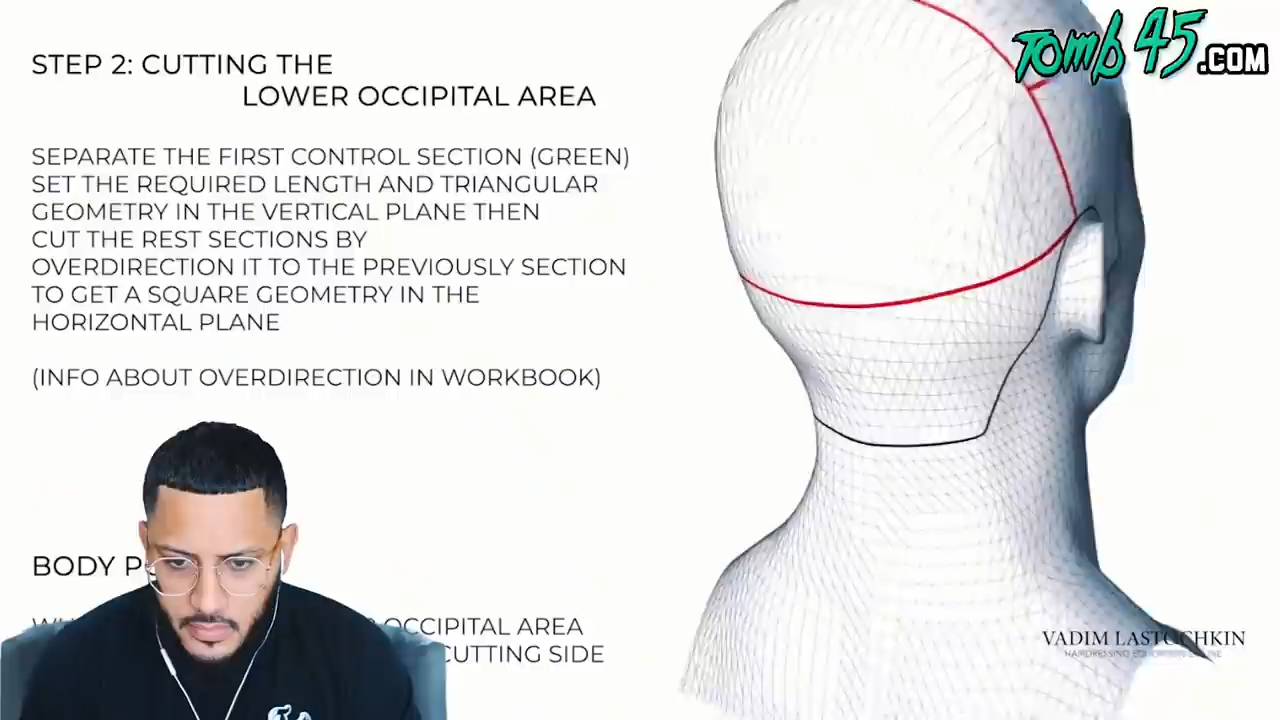 Tomb 45.COM
STEP 2: CUTTING THE
LOWER OCCIPITAL AREA
SEPARATE THE FIRST CONTROL SECTION (GREEN)
SET THE REQUIRED LENGTH AND TRIANGULAR
GEOMETRY IN THE VERTICAL PLANE THEN
CUT THE REST SECTIONS BY
OVERDIRECTION IT TO THE PREVIOUSLY SECTION
TO GET A SQUARE GEOMETRY IN THE
HORIZONTAL PLANE
(INFO ABOUT OVERDIRECTION IN WORKBOOK)
BODY
OCCIPITAL AREA
CUTTING SIDE
VADIM LASTOCHKIN
HAIRDRESSING